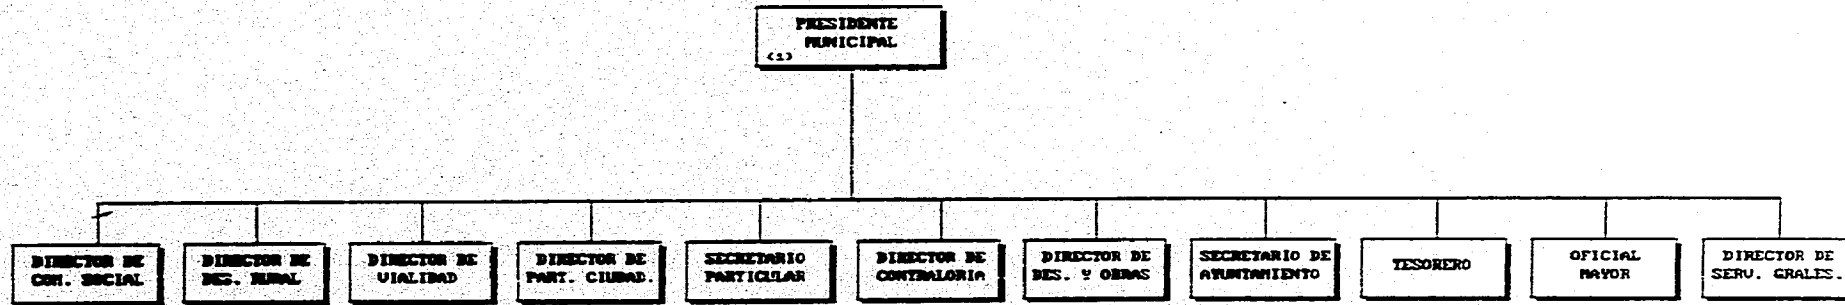 PRESIDENTE
MUNICIPAL
(1)
DIRECTOR DE
COM. SOCIAL
DIRECTOR DE
DES. RURAL
DIRECTOR DE
VIALIDAD
DIRECTOR DE
PART. CIUDAD.
SECRETARIO
PARTICULAR
DIRECTOR DE
CONTRALORIA
DIRECTOR DE
DES. Y OBRAS
SECRETARIO DE
AYUNTAMIENTO
TESORERO
OFICIAL
MAYOR
DIRECTOR DE
SERV. GRALES.